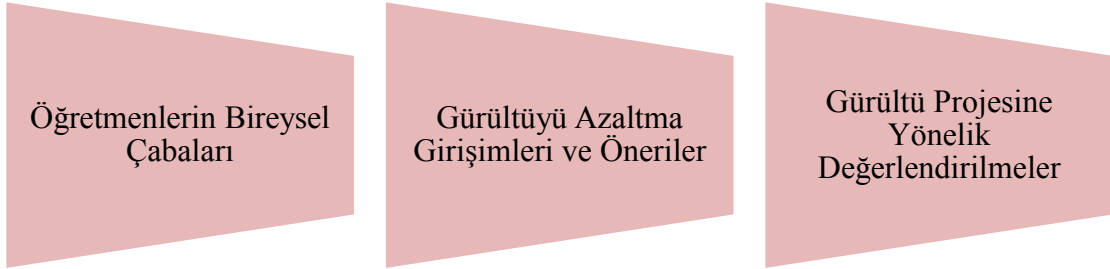 Öğretmenlerin Bireysel
Çabaları
Gürültüyü Azaltma
Girişimleri ve Öneriler
Gürültü Projesine
Yönelik
Değerlendirilmeler